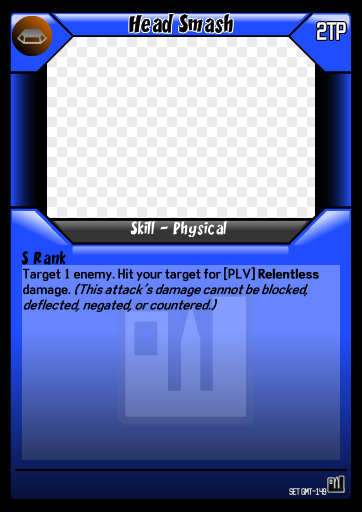 Head Smash
2TP
Skill - Physical
S Rank
Target 1 enemy. Hit your target for [PLV] Relentless
damage. (This attack's damage cannot be blocked,
deflected, negated, or countered.)
SET GMT-149